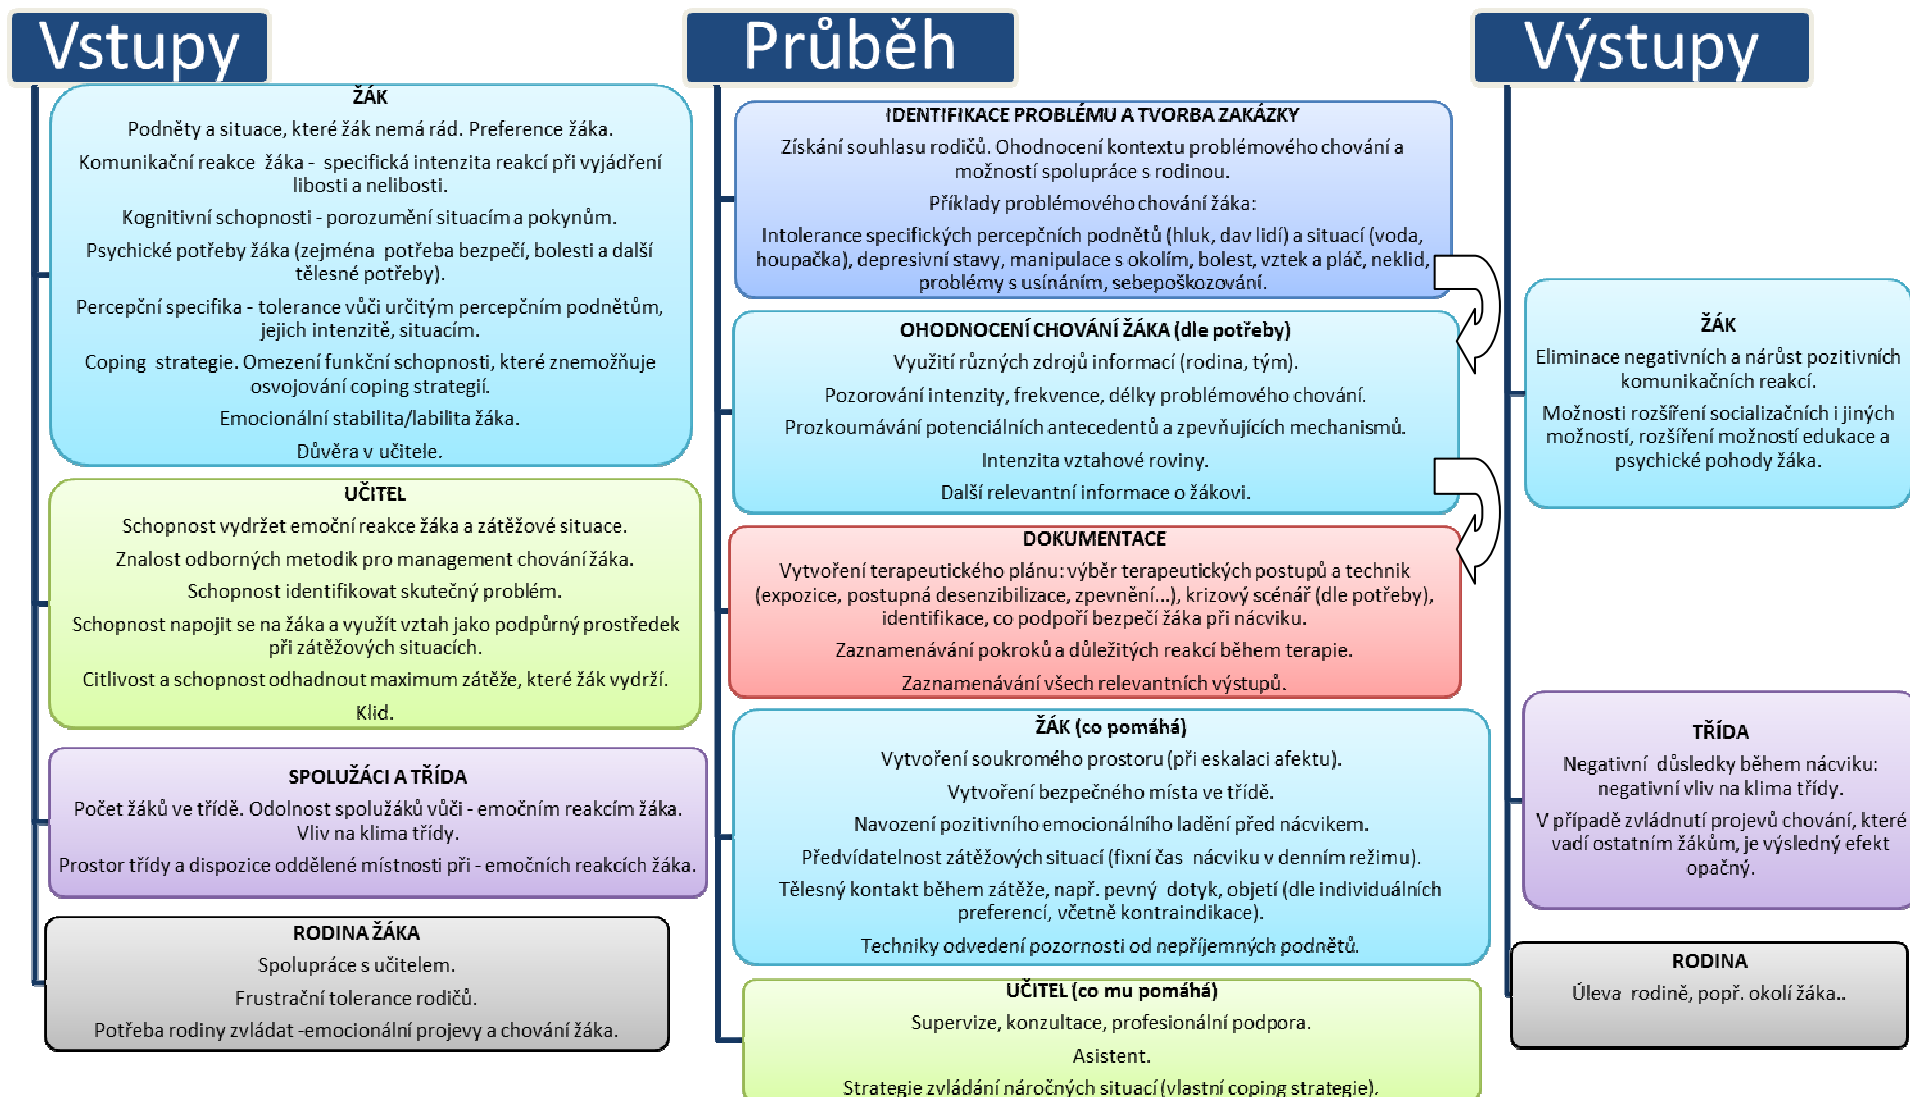 Vstupy
ŽÁK
Podněty a situace, které žák nemá rád. Preference žáka.
Komunikační reakce žáka - specifická intenzita reakcí při vyjádření
libosti a nelibosti.
Kognitivní schopnosti - porozumění situacím a pokynům.
Psychické potřeby žáka (zejména potřeba bezpečí, bolesti a další
tělesné potřeby).
Percepční specifika - tolerance vůči určitým percepčním podnětům,
jejich intenzitě, situacím.
Coping strategie. Omezení funkční schopnosti, které znemožňuje
osvojování coping strategií.
Emocionální stabilita/labilita žáka.
Důvěra v učitele.
UČITEL
Schopnost vydržet emoční reakce žáka a zátěžové situace.
Znalost odborných metodik pro management chování žáka.
Schopnost identifikovat skutečný problém.
Schopnost napojit se na žáka a využít vztah jako podpůrný prostředek
při zátěžových situacích.
Citlivost a schopnost odhadnout maximum zátěže, které žák vydrží.
Klid.
SPOLUŽÁCI A TŘÍDA
Počet žáků ve třídě. Odolnost spolužáků vůči - emočním reakcím žáka.
Vliv na klima třídy.
Prostor třídy a dispozice oddělené místnosti při - emočních reakcích žáka.
RODINA ŽÁKA
Spolupráce s učitelem.
Frustrační tolerance rodičů.
Potřeba rodiny zvládat -emocionální projevy a chování žáka.
Průběh
IDENTIFIKACE PROBLÉMU A TVORBA ZAKÁZKY
Získání souhlasu rodičů. Ohodnocení kontextu problémového chování a
možností spolupráce s rodinou.
Příklady problémového chování žáka:
Intolerance specifických percepčních podnětů (hluk, dav lidí) a situací (voda,
houpačka), depresivní stavy, manipulace s okolím, bolest, vztek a pláč, neklid,
problémy s usínáním, sebepoškozování.
OHODNOCENÍ CHOVÁNÍ ŽÁKA (dle potřeby)
Využití různých zdrojů informací (rodina, tým).
Pozorování intenzity, frekvence, délky problémového chování.
Prozkoumávání potenciálních antecedentů a zpevňujících mechanismů.
Intenzita vztahové roviny.
Další relevantní informace o žákovi.
DOKUMENTACE
Vytvoření terapeutického plánu: výběr terapeutických postupů a technik
(expozice, postupná desenzibilizace, zpevnění...), krizový scénář (dle potřeby),
identifikace, co podpoří bezpečí žáka při nácviku.
Zaznamenávání pokroků a důležitých reakcí během terapie.
Zaznamenávání všech relevantních výstupů.
ŽÁK (co pomáhá)
Vytvoření soukromého prostoru (při eskalaci afektu).
Vytvoření bezpečného místa ve třídě.
Navození pozitivního emocionálního ladění před nácvikem.
Předvídatelnost zátěžových situací (fixní čas nácviku v denním režimu).
Tělesný kontakt během zátěže, např. pevný dotyk, objetí (dle individuálních
preferencí, včetně kontraindikace).
Techniky odvedení pozornosti od nepříjemných podnětů.
UČITEL (co mu pomáhá)
Supervize, konzultace, profesionální podpora.
Asistent.
Strategie zvládání náročných situací (vlastní coping strategie).
Výstupy
ŽÁK
Eliminace negativních a nárůst pozitivních
komunikačních reakcí.
Možnosti rozšíření socializačních i jiných
možností, rozšíření možností edukace a
psychické pohody žáka.
TŘÍDA
Negativní důsledky během nácviku:
negativní vliv na klima třídy.
V případě zvládnutí projevů chování, které
vadí ostatním žákům, je výsledný efekt
opačný.
RODINA
Úleva rodině, popř. okolí žáka..